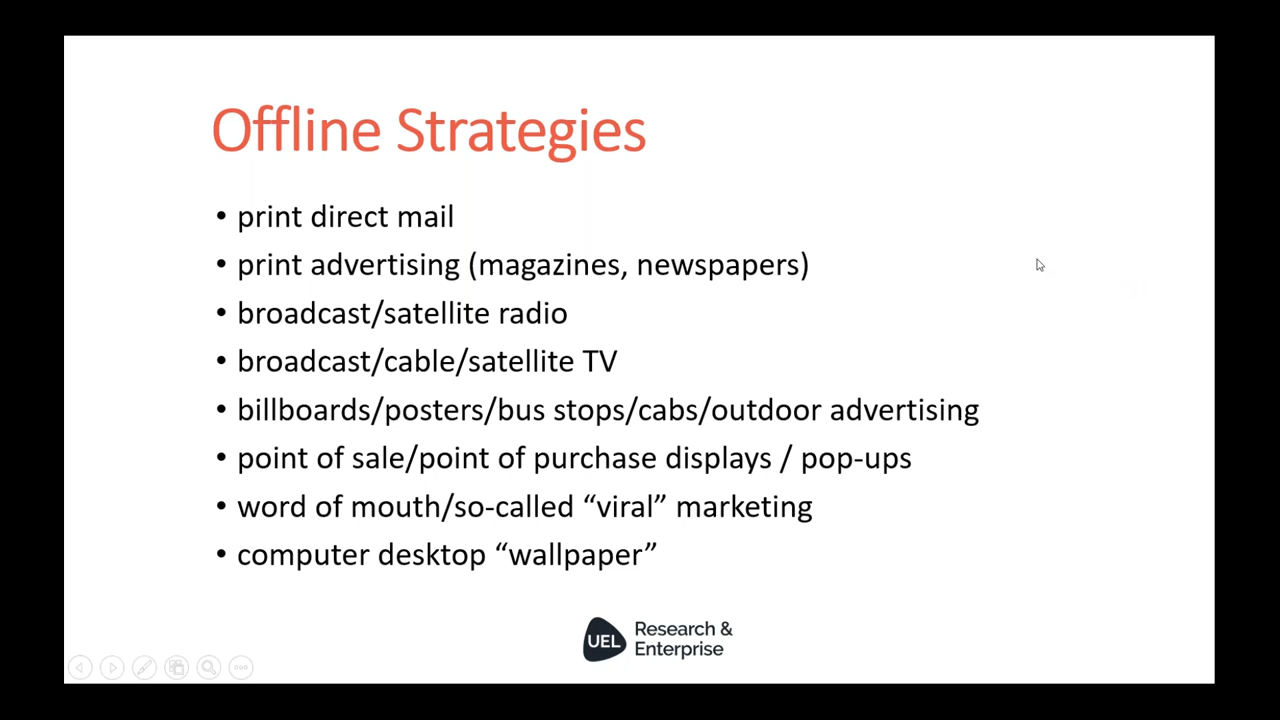 Offline Strategies
• print direct mail
• print advertising (magazines, newspapers)
• broadcast/satellite radio
• broadcast/cable/satellite TV
• billboards/posters/bus stops/cabs/outdoor advertising
• point of sale/point of purchase displays / pop-ups
• word of mouth/so-called “viral” marketing
• computer desktop “wallpaper”
UEL
Research &
Enterprise